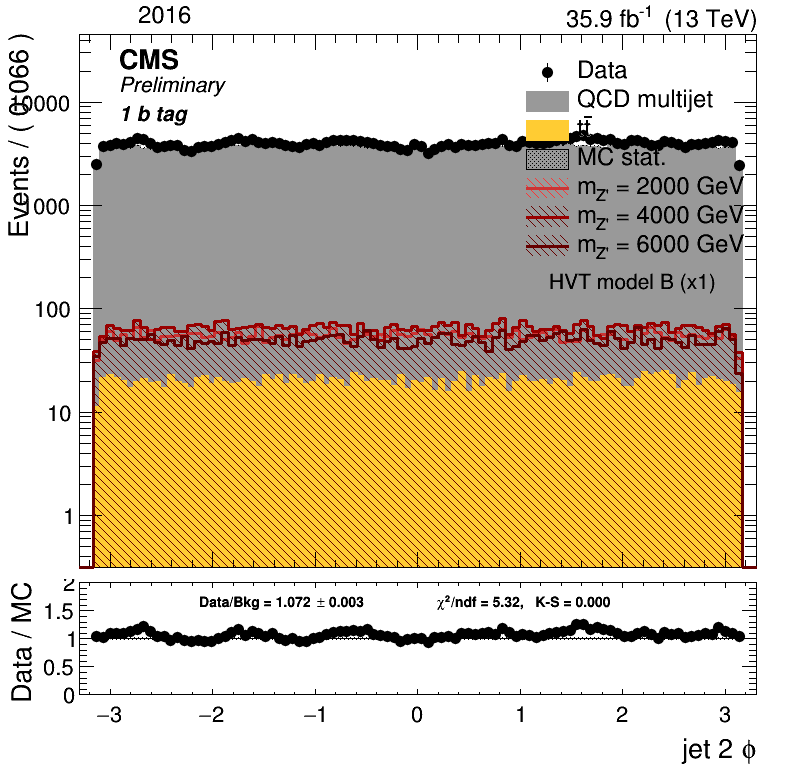 2016
35.9 fb⁻¹ (13 TeV)
Events / ( 0.066 )
CMS
Preliminary
1 b tag
Data
QCD multijet
tt̄
MC stat.
m_Z' = 2000 GeV
m_Z' = 4000 GeV
m_Z' = 6000 GeV
HVT model B (x1)
10000
1000
100
10
1
Data / MC
2
1.5
1
0.5
0
Data/Bkg = 1.072 ± 0.003
χ²/ndf = 5.32, K-S = 0.000
−3 −2 −1 0 1 2 3
jet 2 ϕ